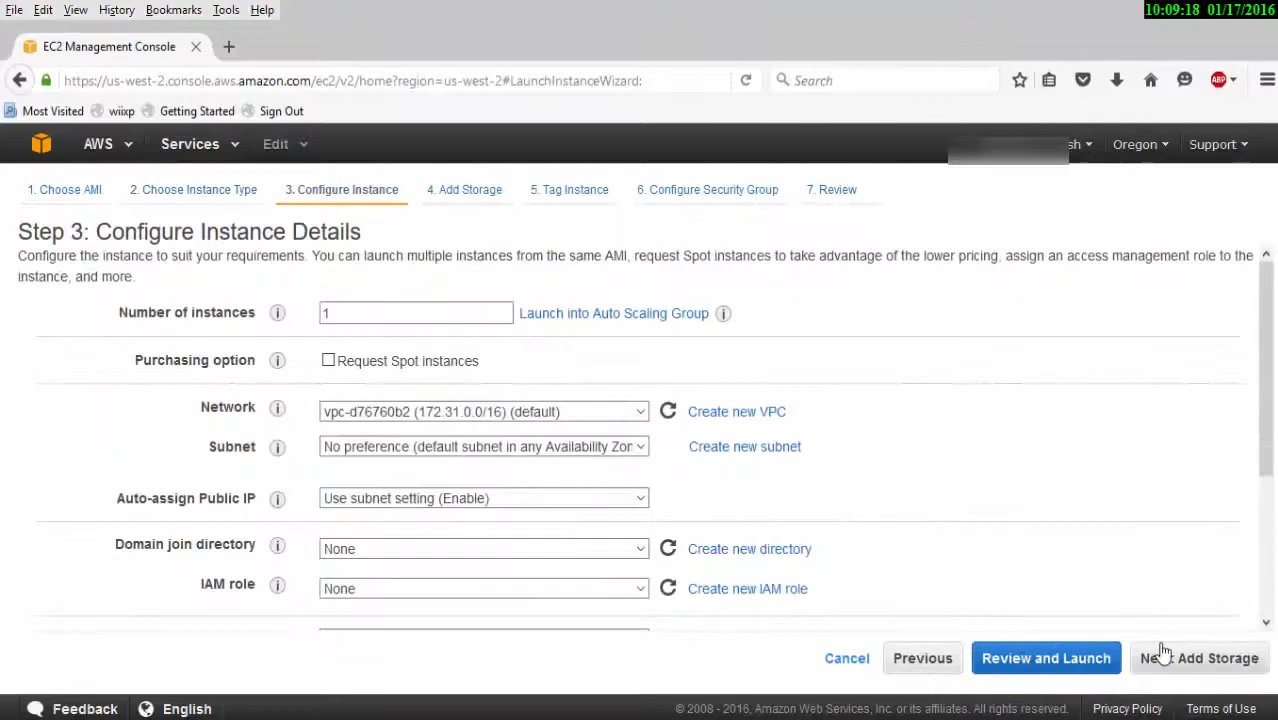 File Edit View History Bookmarks Tools Help
10:09:18 01/17/2016
EC2 Management Console
https://us-west-2.console.aws.amazon.com/ec2/v2/home?region=us-west-2#LaunchInstanceWizard:
Search
ABP
Most Visited wiixp Getting Started Sign Out
AWS Services Edit sh Oregon Support
1. Choose AMI 2. Choose Instance Type 3. Configure Instance 4. Add Storage 5. Tag Instance 6. Configure Security Group 7. Review
Step 3: Configure Instance Details
Configure the instance to suit your requirements. You can launch multiple instances from the same AMI, request Spot instances to take advantage of the lower pricing, assign an access management role to the
instance, and more.
Number of instances 1 Launch into Auto Scaling Group
Purchasing option Request Spot instances
Network vpc-d76760b2 (172.31.0.0/16) (default) Create new VPC
Subnet No preference (default subnet in any Availability Zon Create new subnet
Auto-assign Public IP Use subnet setting (Enable)
Domain join directory None Create new directory
IAM role None Create new IAM role
Cancel Previous Review and Launch Next: Add Storage
Feedback English © 2008 - 2016, Amazon Web Services, Inc. or its affiliates. All rights reserved. Privacy Policy Terms of Use